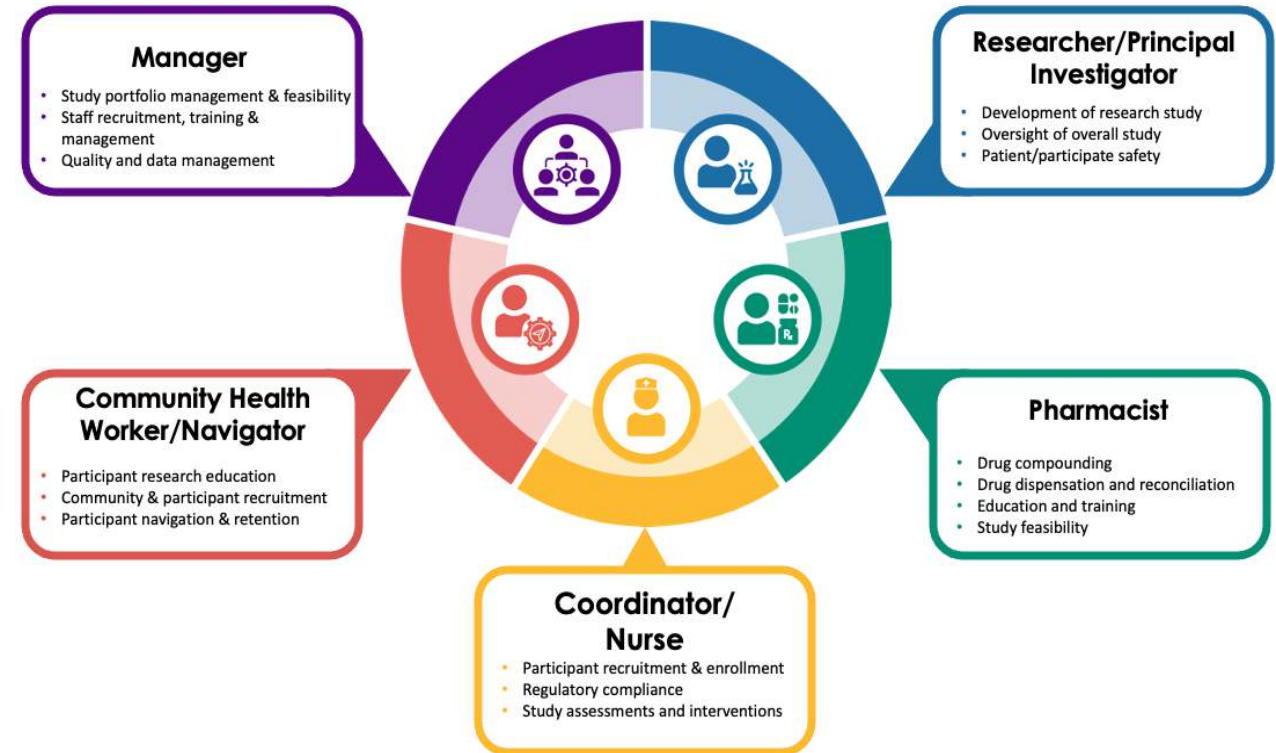 Manager
• Study portfolio management & feasibility
• Staff recruitment, training &
management
• Quality and data management
Researcher/Principal
Investigator
• Development of research study
• Oversight of overall study
• Patient/participate safety
Community Health
Worker/Navigator
• Participant research education
• Community & participant recruitment
• Participant navigation & retention
Pharmacist
• Drug compounding
• Drug dispensation and reconciliation
• Education and training
• Study feasibility
Rx
Coordinator/
Nurse
• Participant recruitment & enrollment
• Regulatory compliance
• Study assessments and interventions